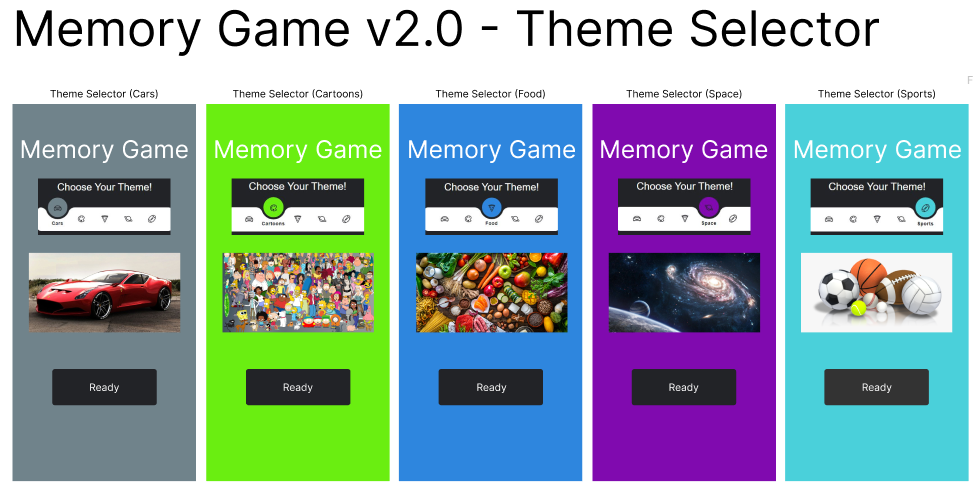 Memory Game v2.0 - Theme Selector
F
Theme Selector (Cars)
Memory Game
Choose Your Theme!
Cars
Ready
Theme Selector (Cartoons)
Memory Game
Choose Your Theme!
Cartoons
Ready
Theme Selector (Food)
Memory Game
Choose Your Theme!
Food
Ready
Theme Selector (Space)
Memory Game
Choose Your Theme!
Space
Ready
Theme Selector (Sports)
Memory Game
Choose Your Theme!
Sports
Ready